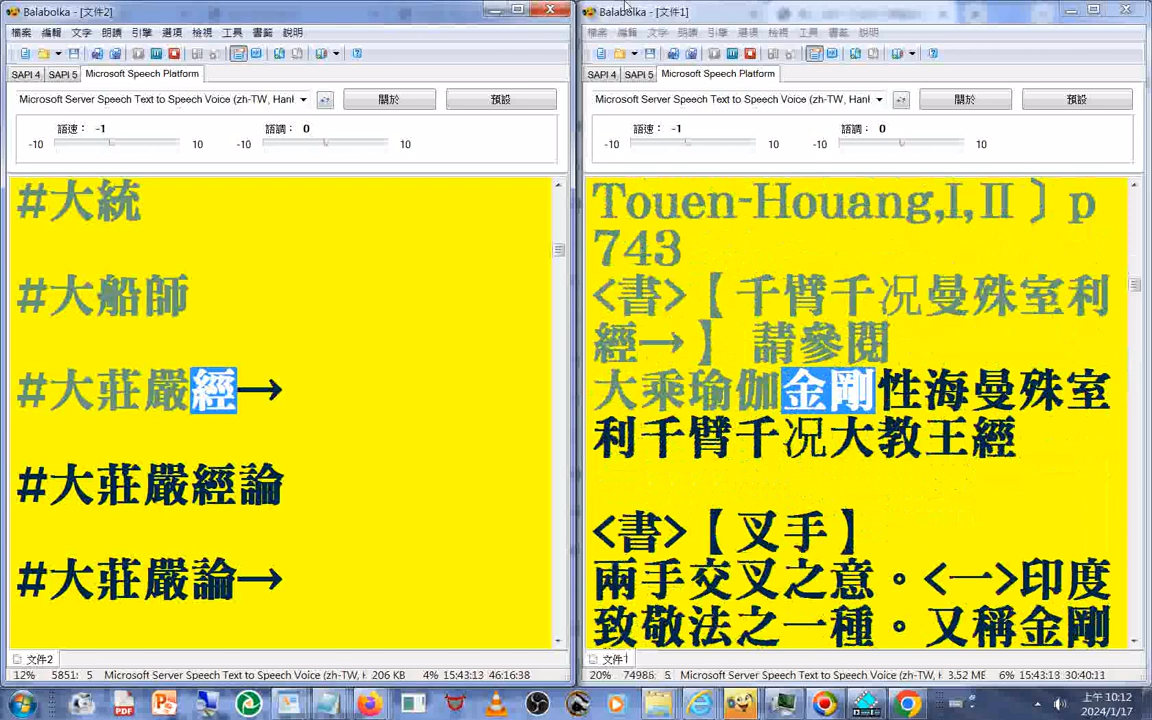 Balabolka - [文件2]
檔案 編輯 文字 朗讀 引擎 選項 檢視 工具 書籤 說明
SAPI 4 SAPI 5 Microsoft Speech Platform
Microsoft Server Speech Text to Speech Voice (zh-TW, Hanl
關於 預設
語速： -1 語調： 0
-10 10 -10 10
#大統
#大船師
#大莊嚴經→
#大莊嚴經論
#大莊嚴論→
文件2
12% 5851: 5 Microsoft Server Speech Text to Speech Voice (zh-TW, H 206 KB 4% 15:43:13 46:16:38
Balabolka - [文件1]
檔案 編輯 文字 朗讀 引擎 選項 檢視 工具 書籤 說明
SAPI 4 SAPI 5 Microsoft Speech Platform
Microsoft Server Speech Text to Speech Voice (zh-TW, Hanl
關於 預設
語速： -1 語調： 0
-10 10 -10 10
Touen-Houang,I,II〕p
743
<書>【千臂千况曼殊室利
經→】 請參閱
大乘瑜伽金剛性海曼殊室
利千臂千况大教王經
<書>【叉手】
兩手交叉之意。<一>印度
致敬法之一種。又稱金剛
文件1
20% 74986: 5 Microsoft Server Speech Text to Speech Voice (zh-TW, H 3.52 ME 6% 15:43:13 30:40:11
上午 10:12
2024/1/17